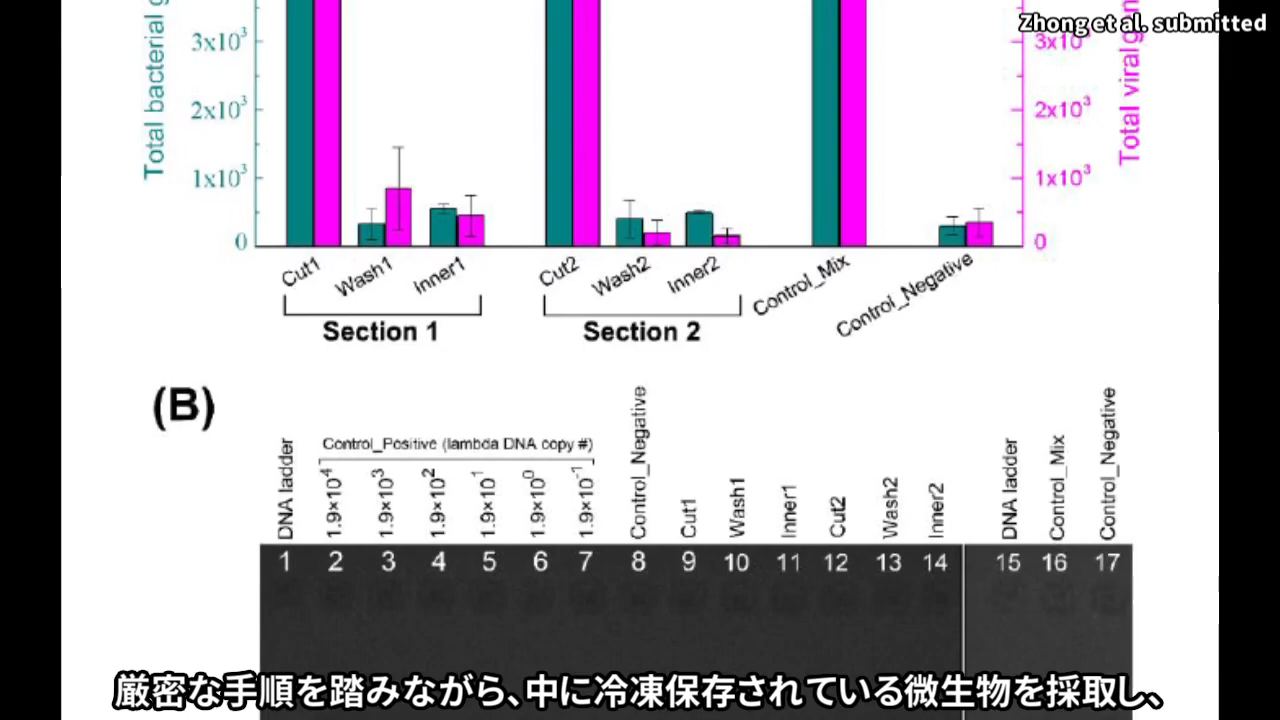 Zhong et al. submitted
Total bacterial g
3x10³
2x10³
1x10³
0
3x10³
2x10³
1x10³
0
Total viral gen
Cut1
Wash1
Inner1
Cut2
Wash2
Inner2
Control_Mix
Control_Negative
Section 1
Section 2
(B)
Control_Positive (lambda DNA copy #)
DNA ladder
1.9×10⁴
1.9×10³
1.9×10²
1.9×10¹
1.9×10⁰
1.9×10⁻¹
Control_Negative
Cut1
Wash1
Inner1
Cut2
Wash2
Inner2
DNA ladder
Control_Mix
Control_Negative
1 2 3 4 5 6 7 8 9 10 11 12 13 14 15 16 17
厳密な手順を踏みながら、中に冷凍保存されている微生物を採取し、